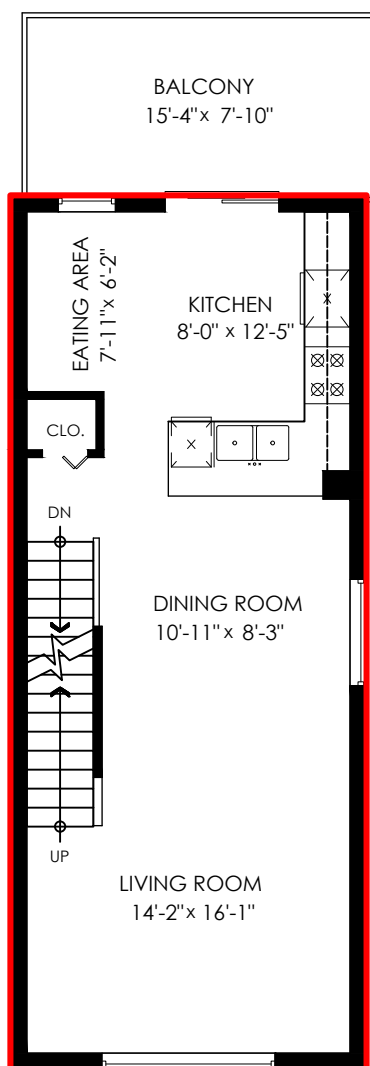 BALCONY
15'-4" x 7'-10"
EATING AREA
7'-11" x 6'-2"
KITCHEN
8'-0" x 12'-5"
CLO.
DN
DINING ROOM
10'-11" x 8'-3"
UP
LIVING ROOM
14'-2" x 16'-1"